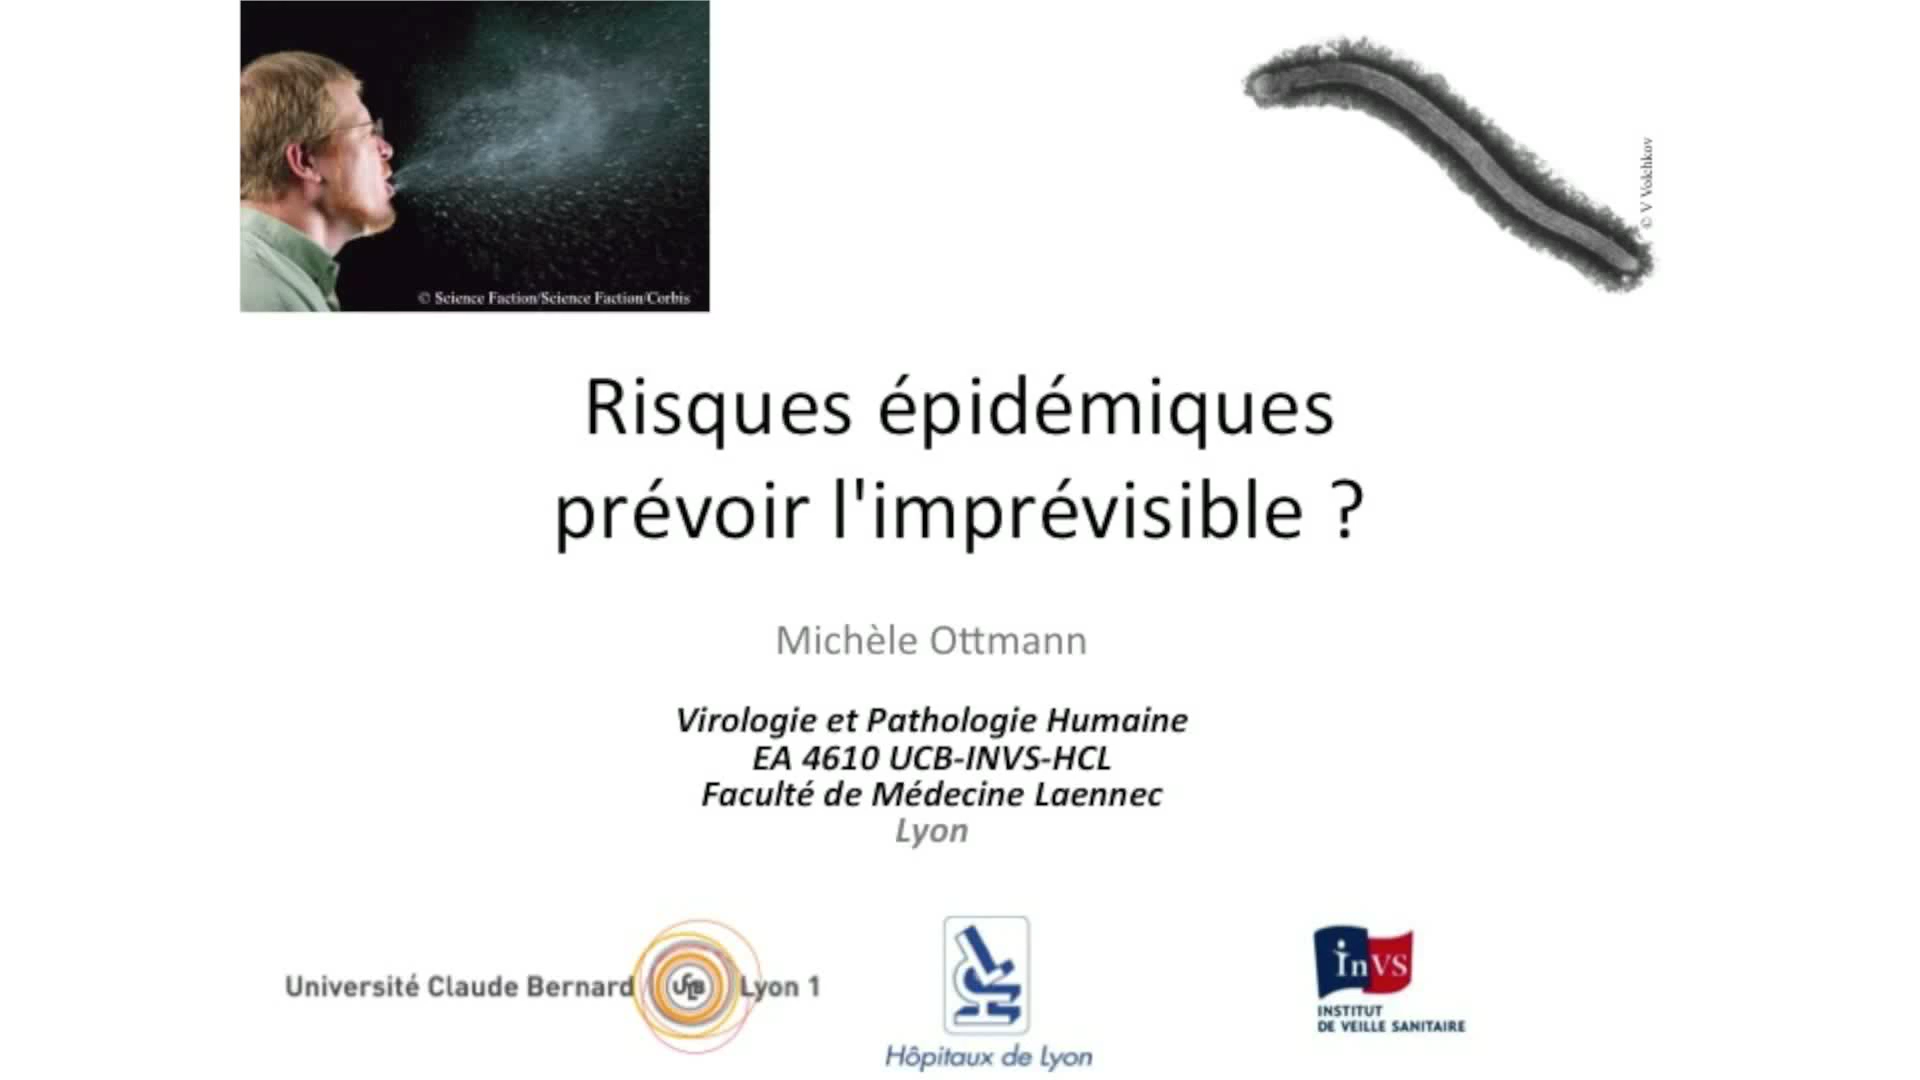 © Science Faction/Science Faction/Corbis
© V Volchkov
Risques épidémiques
prévoir l'imprévisible ?
Michèle Ottmann
Virologie et Pathologie Humaine
EA 4610 UCB-INVS-HCL
Faculté de Médecine Laennec
Lyon
Université Claude Bernard UCB Lyon 1
Hôpitaux de Lyon
InVS
INSTITUT
DE VEILLE SANITAIRE